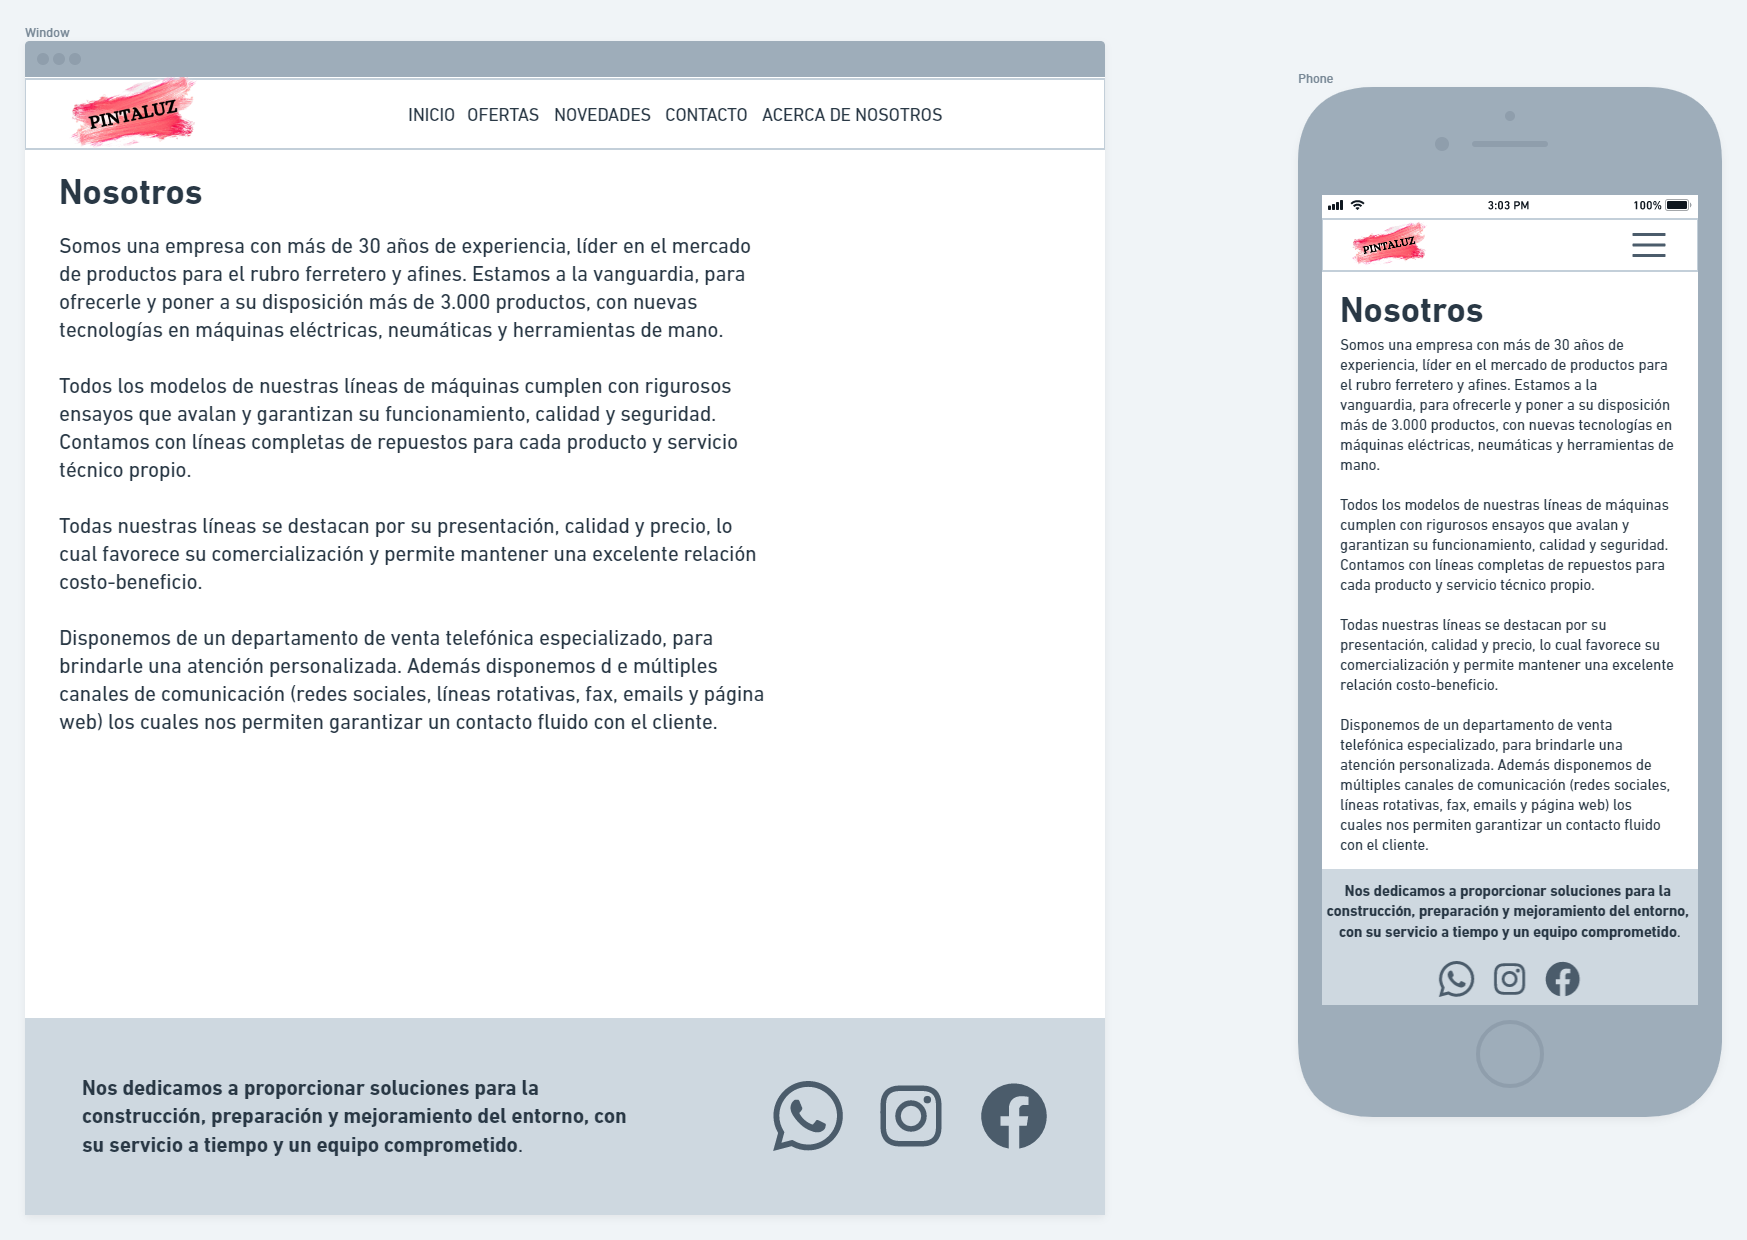 Window
PINTALUZ
INICIO OFERTAS NOVEDADES CONTACTO ACERCA DE NOSOTROS
Nosotros
Somos una empresa con más de 30 años de experiencia, líder en el mercado
de productos para el rubro ferretero y afines. Estamos a la vanguardia, para
ofrecerle y poner a su disposición más de 3.000 productos, con nuevas
tecnologías en máquinas eléctricas, neumáticas y herramientas de mano.
Todos los modelos de nuestras líneas de máquinas cumplen con rigurosos
ensayos que avalan y garantizan su funcionamiento, calidad y seguridad.
Contamos con líneas completas de repuestos para cada producto y servicio
técnico propio.
Todas nuestras líneas se destacan por su presentación, calidad y precio, lo
cual favorece su comercialización y permite mantener una excelente relación
costo-beneficio.
Disponemos de un departamento de venta telefónica especializado, para
brindarle una atención personalizada. Además disponemos d e múltiples
canales de comunicación (redes sociales, líneas rotativas, fax, emails y página
web) los cuales nos permiten garantizar un contacto fluido con el cliente.
Nos dedicamos a proporcionar soluciones para la
construcción, preparación y mejoramiento del entorno, con
su servicio a tiempo y un equipo comprometido.
Phone
3:03 PM
100%
PINTALUZ
Nosotros
Somos una empresa con más de 30 años de
experiencia, líder en el mercado de productos para
el rubro ferretero y afines. Estamos a la
vanguardia, para ofrecerle y poner a su disposición
más de 3.000 productos, con nuevas tecnologías en
máquinas eléctricas, neumáticas y herramientas de
mano.
Todos los modelos de nuestras líneas de máquinas
cumplen con rigurosos ensayos que avalan y
garantizan su funcionamiento, calidad y seguridad.
Contamos con líneas completas de repuestos para
cada producto y servicio técnico propio.
Todas nuestras líneas se destacan por su
presentación, calidad y precio, lo cual favorece su
comercialización y permite mantener una excelente
relación costo-beneficio.
Disponemos de un departamento de venta
telefónica especializado, para brindarle una
atención personalizada. Además disponemos de
múltiples canales de comunicación (redes sociales,
líneas rotativas, fax, emails y página web) los
cuales nos permiten garantizar un contacto fluido
con el cliente.
Nos dedicamos a proporcionar soluciones para la
construcción, preparación y mejoramiento del entorno,
con su servicio a tiempo y un equipo comprometido.